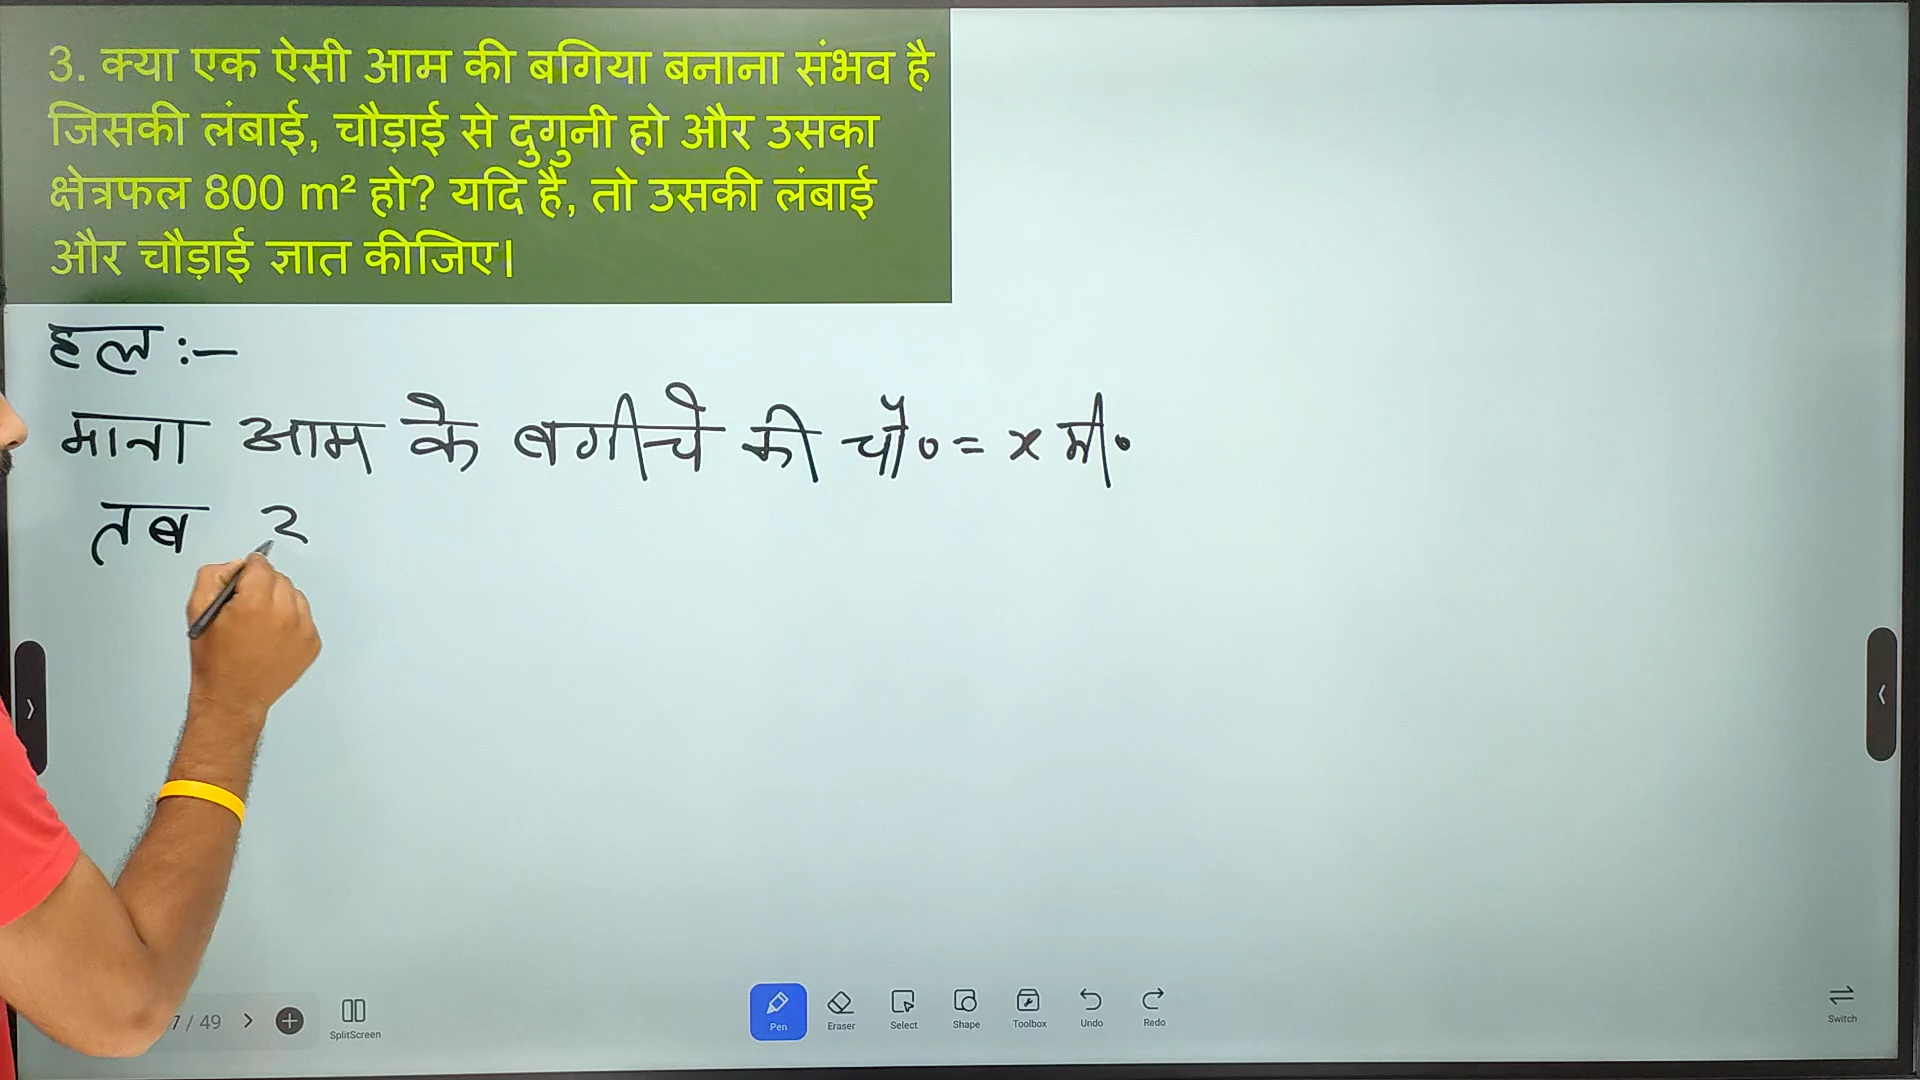 3. क्या एक ऐसी आम की बगिया बनाना संभव है
जिसकी लंबाई, चौड़ाई से दुगुनी हो और उसका
क्षेत्रफल 800 m² हो? यदि है, तो उसकी लंबाई
और चौड़ाई ज्ञात कीजिए।
हल :-
माना आम के बगीचे की चौ० = x मी०
तब
7 / 49
SplitScreen
Pen
Eraser
Select
Shape
Toolbox
Undo
Redo
Switch